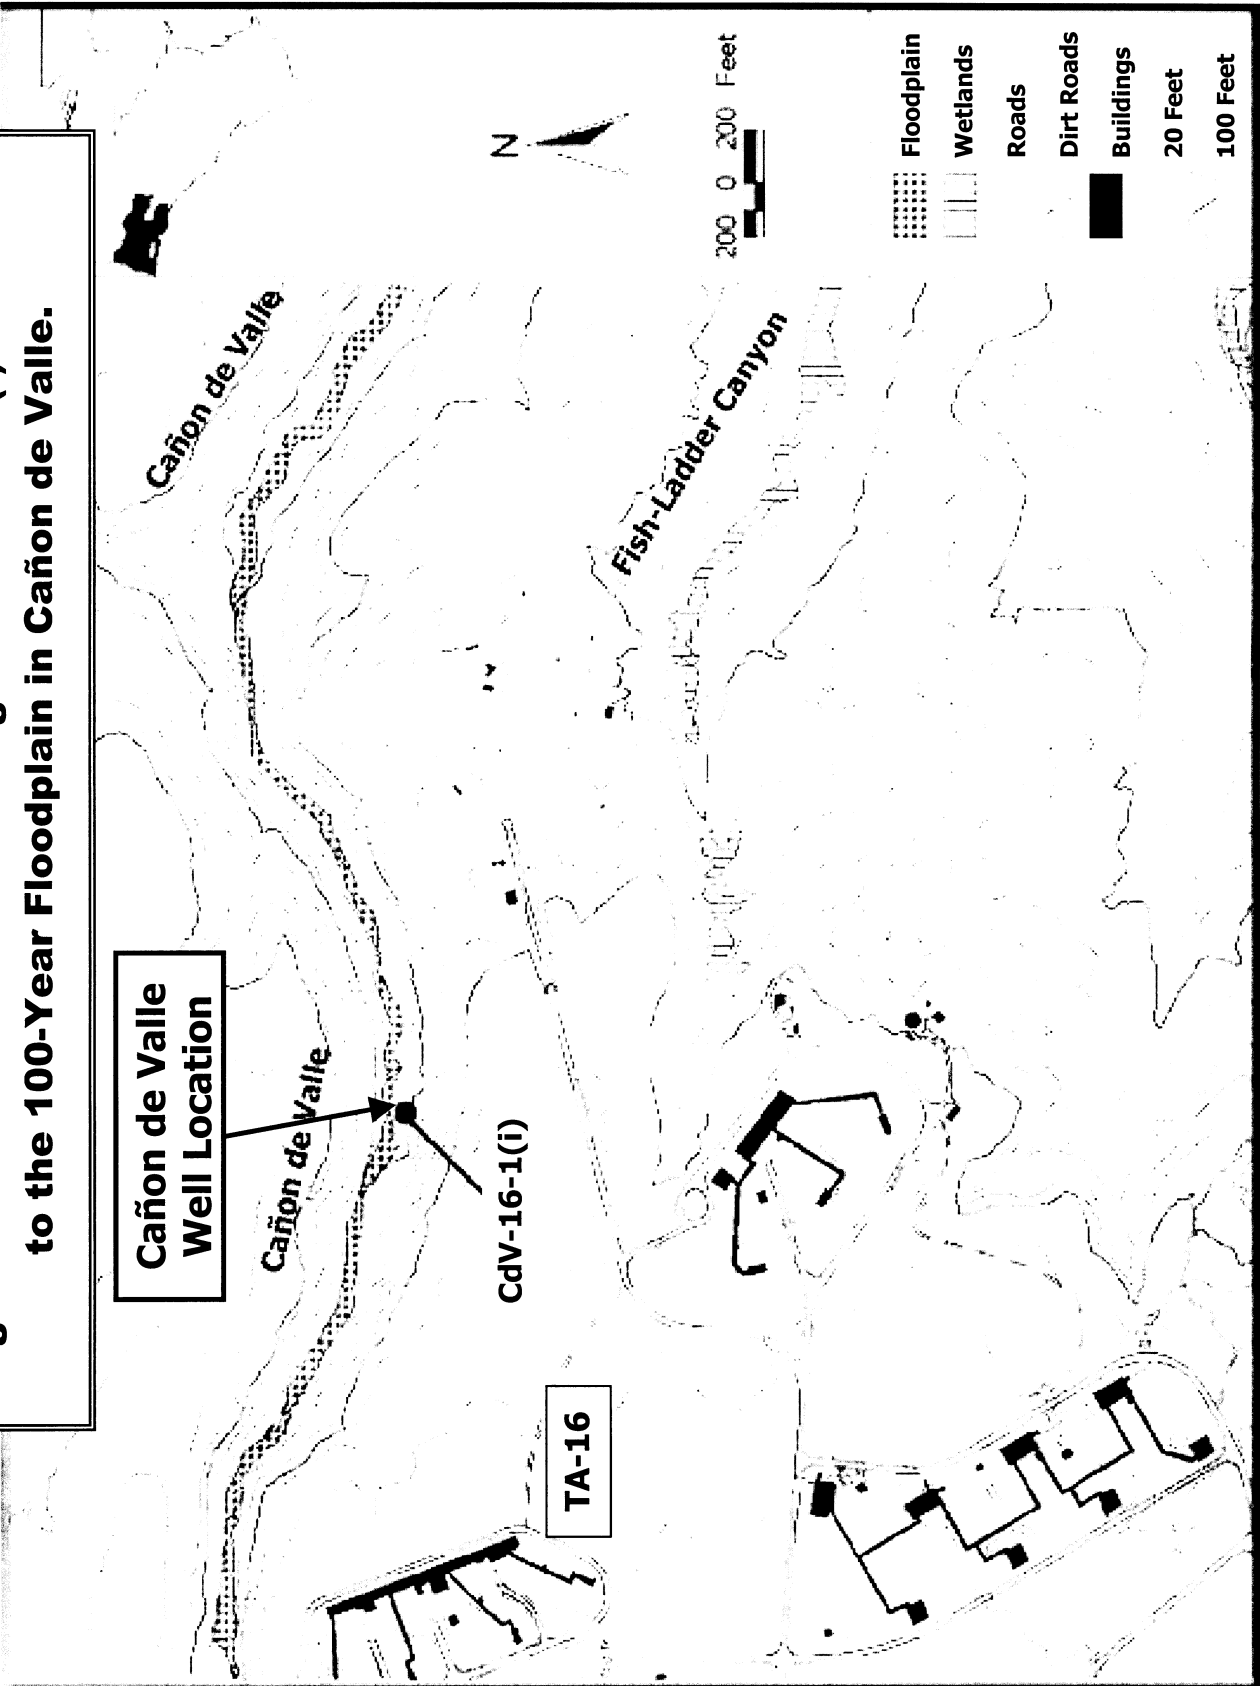 to the 100-Year Floodplain in Cañon de Valle.
Cañon de Valle
Well Location
Cañon de Valle
Cañon de Valle
CdV-16-1(i)
TA-16
Fish-Ladder Canyon
N
200 0 200 Feet
Floodplain
Wetlands
Roads
Dirt Roads
Buildings
20 Feet
100 Feet